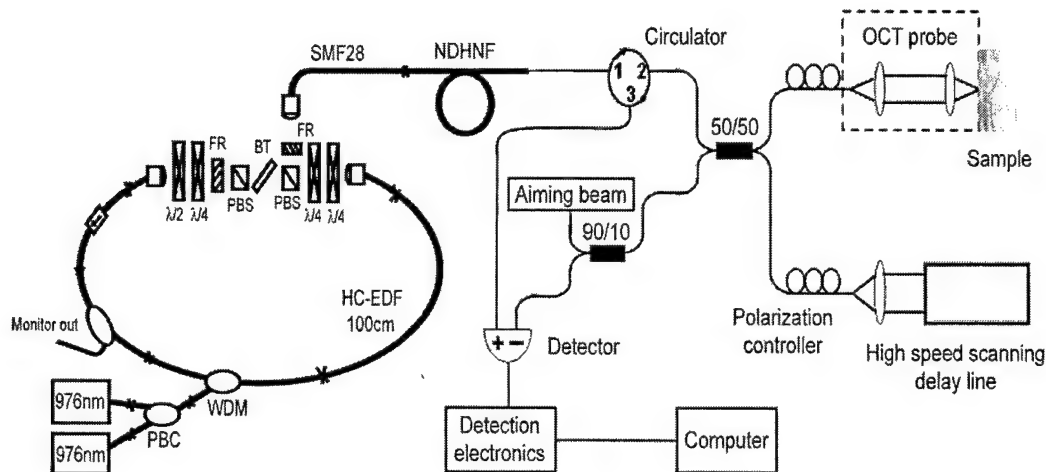 SMF28
NDHNF
Circulator
OCT probe
1 2
3
FR
FR
BT
50/50
Sample
PBS
PBS
λ/2 λ/4
λ/4 λ/4
Aiming beam
90/10
HC-EDF
100cm
Monitor out
+ −
Detector
Polarization
controller
High speed scanning
delay line
976nm
WDM
PBC
976nm
Detection
electronics
Computer